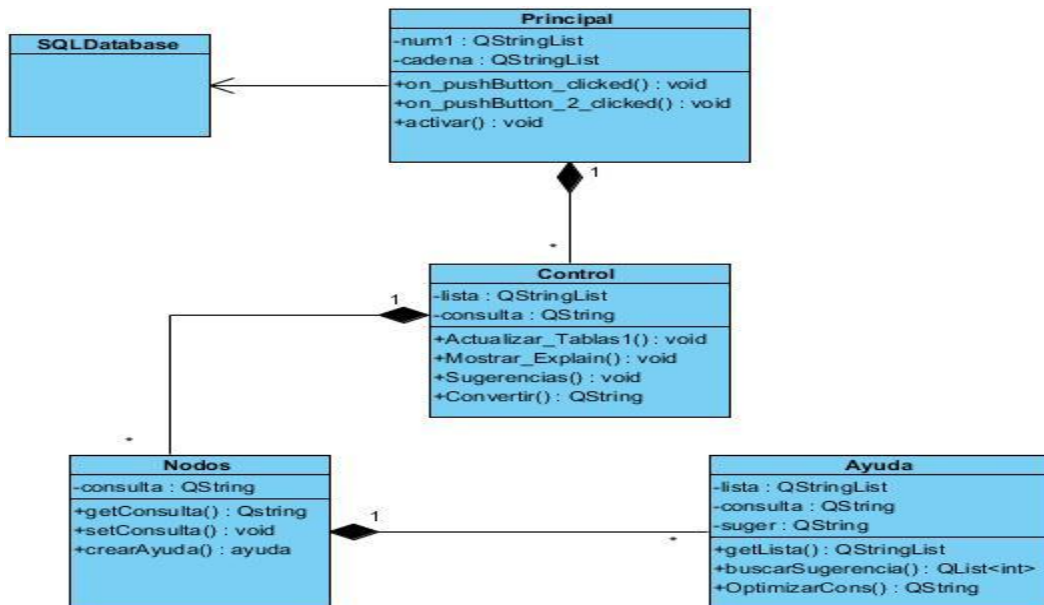 Principal
-num1 : QStringList
-cadena : QStringList
+on_pushButton_clicked() : void
+on_pushButton_2_clicked() : void
+activar() : void
SQLDatabase
1
*
Control
-lista : QStringList
-consulta : QString
+Actualizar_Tablas1() : void
+Mostrar_Explain() : void
+Sugerencias() : void
+Convertir() : QString
1
*
Nodos
-consulta : QString
+getConsulta() : Qstring
+setConsulta() : void
+crearAyuda() : ayuda
1
*
Ayuda
-lista : QStringList
-consulta : QString
-suger : QString
+getLista() : QStringList
+buscarSugerencia() : QList<int>
+OptimizarCons() : QString